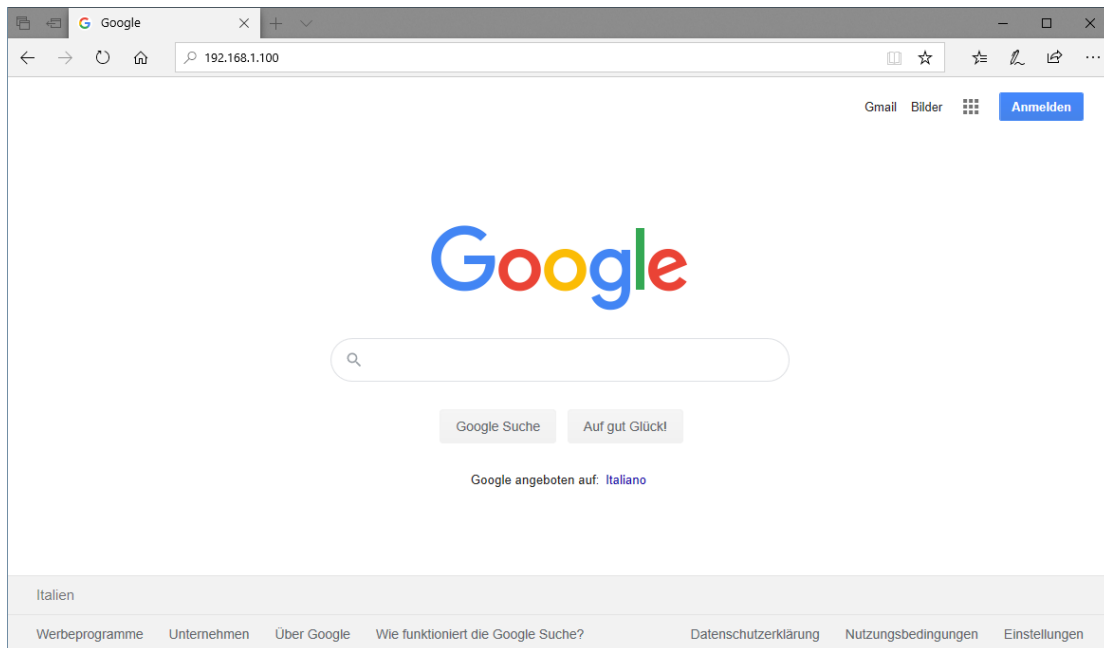 Google
192.168.1.100
Gmail Bilder Anmelden
Google
Google Suche Auf gut Glück!
Google angeboten auf: Italiano
Italien
Werbeprogramme Unternehmen Über Google Wie funktioniert die Google Suche? Datenschutzerklärung Nutzungsbedingungen Einstellungen